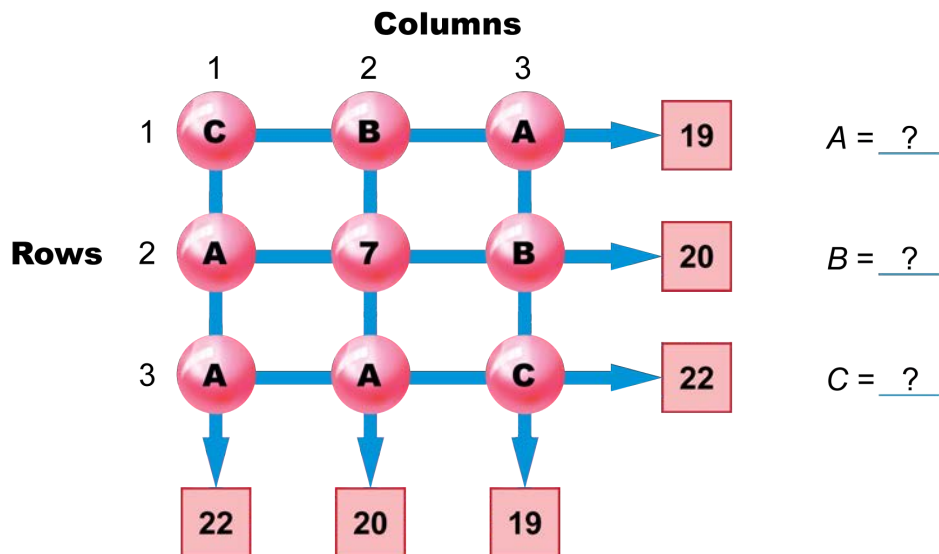 Columns
1 2 3
1 C B A 19 A = ?
Rows 2 A 7 B 20 B = ?
3 A A C 22 C = ?
22 20 19